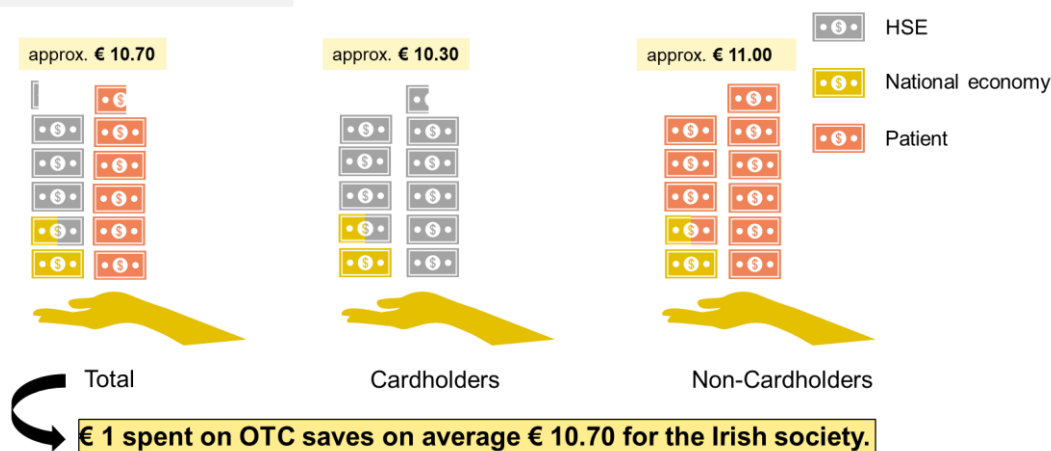 HSE
approx. € 10.70
approx. € 10.30
approx. € 11.00
National economy
Patient
Total
Cardholders
Non-Cardholders
€ 1 spent on OTC saves on average € 10.70 for the Irish society.